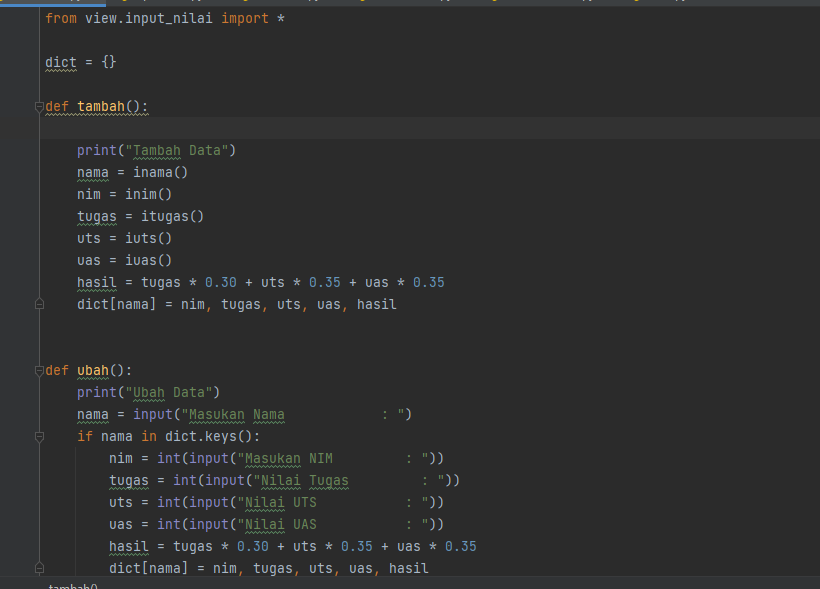 from view.input_nilai import *
dict = {}
def tambah():
print("Tambah Data")
nama = inama()
nim = inim()
tugas = itugas()
uts = iuts()
uas = iuas()
hasil = tugas * 0.30 + uts * 0.35 + uas * 0.35
dict[nama] = nim, tugas, uts, uas, hasil
def ubah():
print("Ubah Data")
nama = input("Masukan Nama            : ")
if nama in dict.keys():
nim = int(input("Masukan NIM         : "))
tugas = int(input("Nilai Tugas         : "))
uts = int(input("Nilai UTS           : "))
uas = int(input("Nilai UAS           : "))
hasil = tugas * 0.30 + uts * 0.35 + uas * 0.35
dict[nama] = nim, tugas, uts, uas, hasil
tambah()